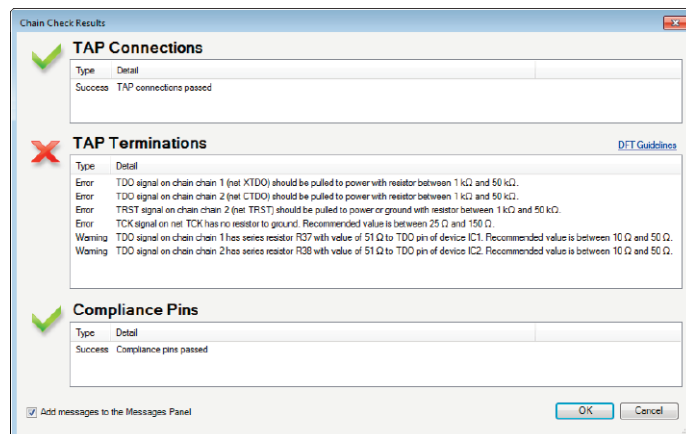 Chain Check Results
TAP Connections
Type Detail
Success TAP connections passed
TAP Terminations
DFT Guidelines
Type Detail
Error TDO signal on chain chain 1 (net XTDO) should be pulled to power with resistor between 1 kΩ and 50 kΩ.
Error TDO signal on chain chain 2 (net CTDO) should be pulled to power with resistor between 1 kΩ and 50 kΩ.
Error TRST signal on chain chain 2 (net TRST) should be pulled to power or ground with resistor between 1 kΩ and 50 kΩ.
Error TCK signal on net TCK has no resistor to ground. Recommended value is between 25 Ω and 150 Ω.
Warning TDO signal on chain chain 1 has series resistor R37 with value of 51 Ω to TDO pin of device IC1. Recommended value is between 10 Ω and 50 Ω.
Warning TDO signal on chain chain 2 has series resistor R38 with value of 51 Ω to TDO pin of device IC2. Recommended value is between 10 Ω and 50 Ω.
Compliance Pins
Type Detail
Success Compliance pins passed
Add messages to the Messages Panel
OK
Cancel